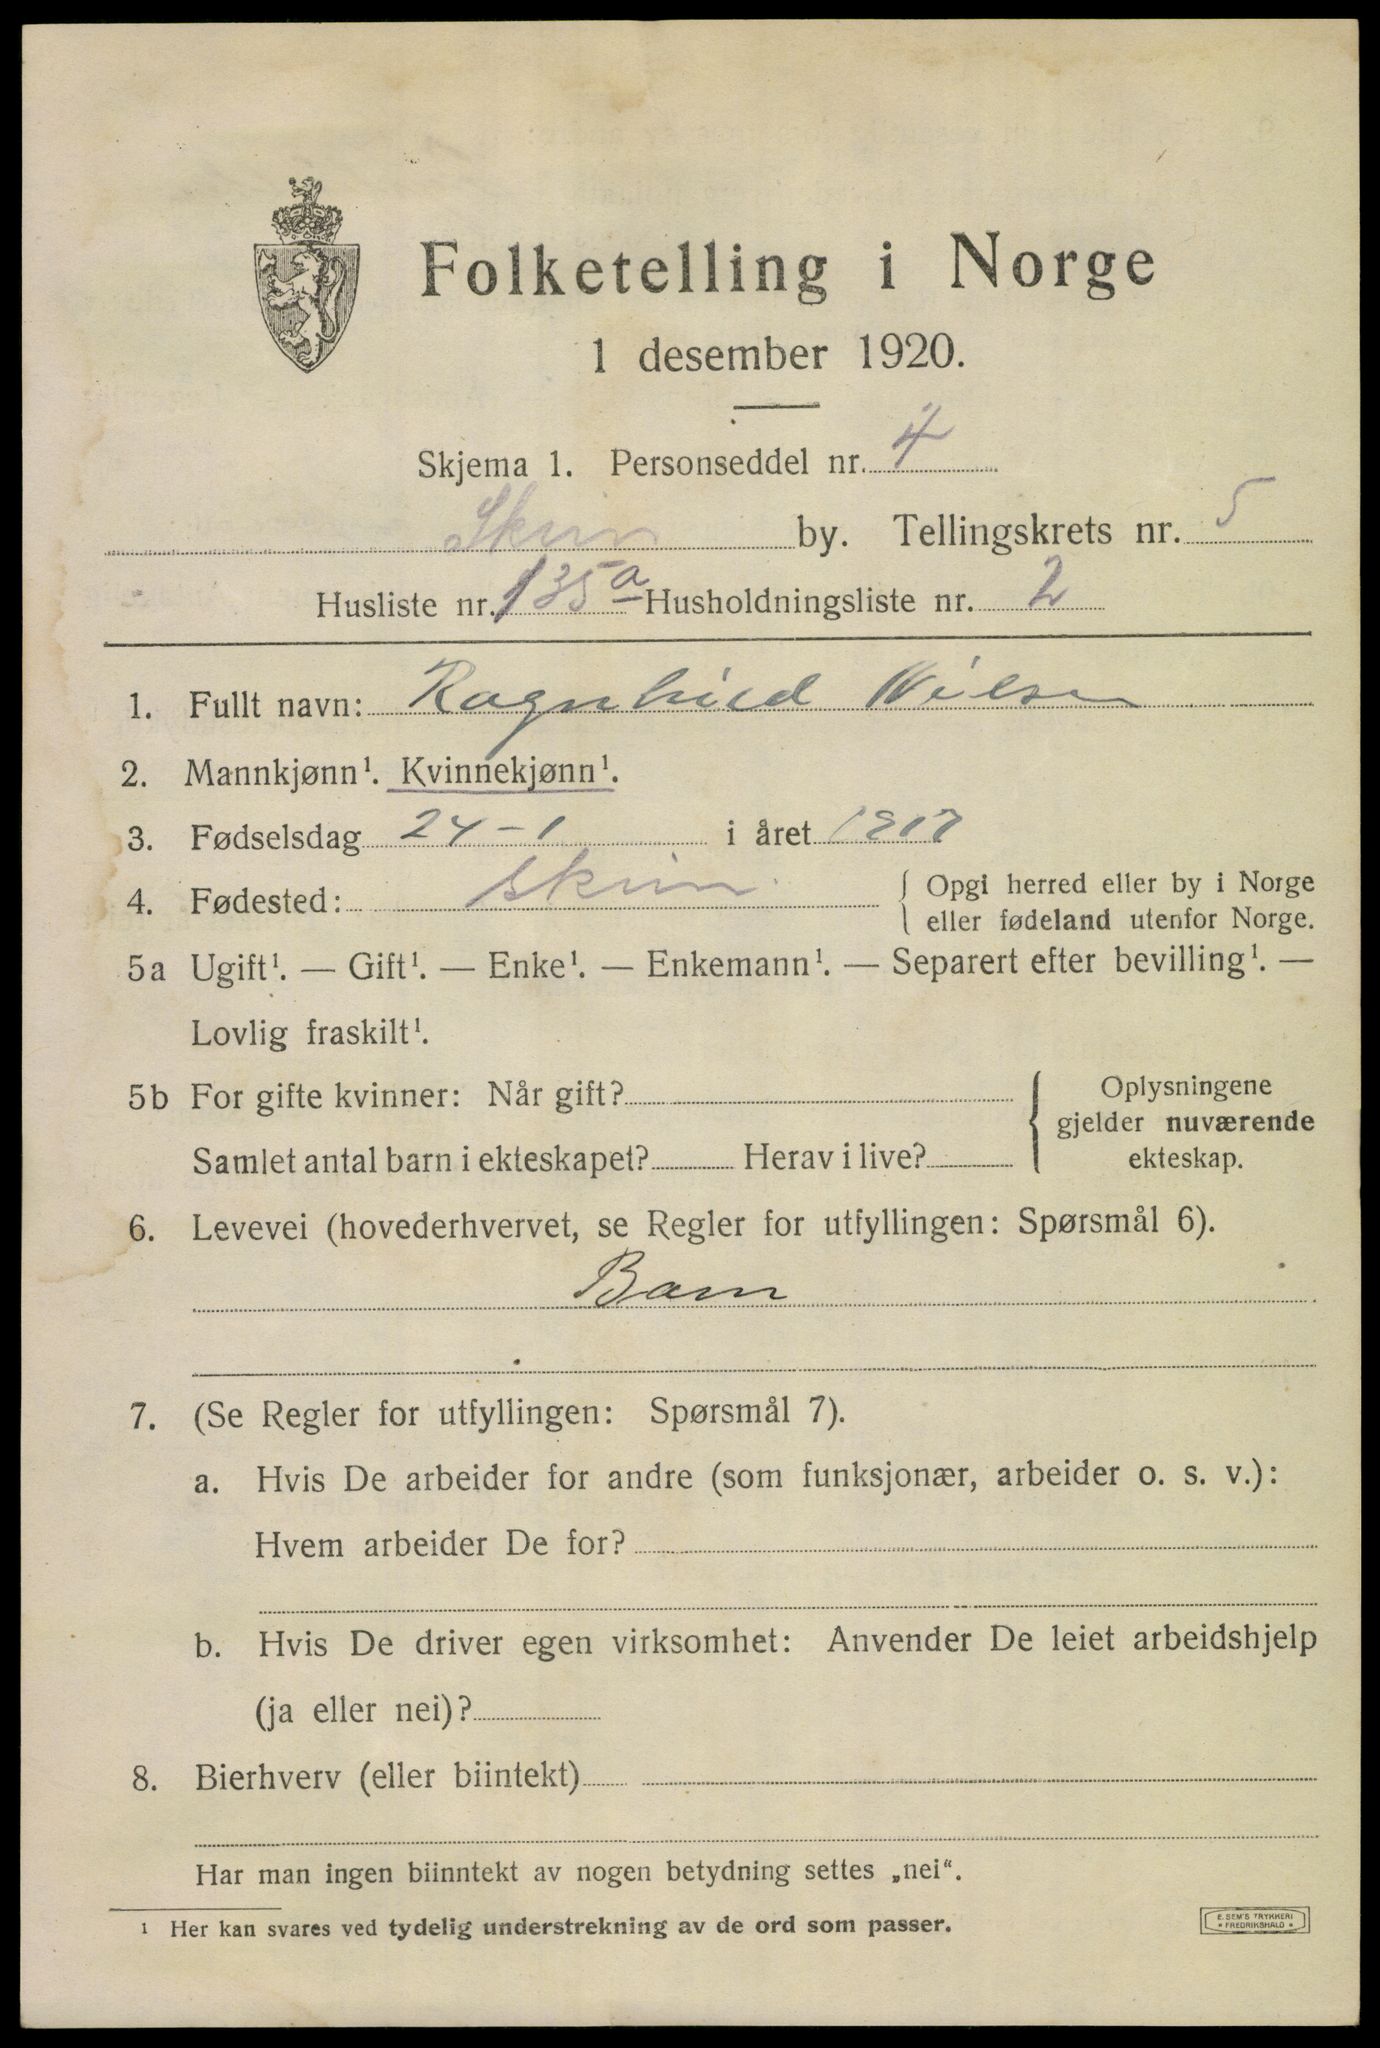 Folketelling i Norge
1 desember 1920.
Skjema 1. Personseddel nr. 4
Skien by. Tellingskrets nr. 5
Husliste nr. 135a Husholdningsliste nr. 2
1. Fullt navn: Ragnhild Nilsen
2. Mannkjønn¹. Kvinnekjønn¹.
3. Fødselsdag 24-1 i året
4. Fødested: Skien. { Opgi herred eller by i Norge
eller fødeland utenfor Norge.
5a Ugift¹. — Gift¹. — Enke¹. — Enkemann¹. — Separert efter bevilling¹. —
Lovlig fraskilt¹.
5b For gifte kvinner: Når gift? { Oplysningene
gjelder nuværende
Samlet antal barn i ekteskapet? Herav i live? ekteskap.
6. Levevei (hovederhvervet, se Regler for utfyllingen: Spørsmål 6).
Barn
7. (Se Regler for utfyllingen: Spørsmål 7).
a. Hvis De arbeider for andre (som funksjonær, arbeider o. s. v.):
Hvem arbeider De for?
b. Hvis De driver egen virksomhet: Anvender De leiet arbeidshjelp
(ja eller nei)?
8. Bierhverv (eller biintekt)
Har man ingen biinntekt av nogen betydning settes „nei“.
¹ Her kan svares ved tydelig understrekning av de ord som passer.
E. SEM'S TRYKKERI
* FREDRIKSHALD *